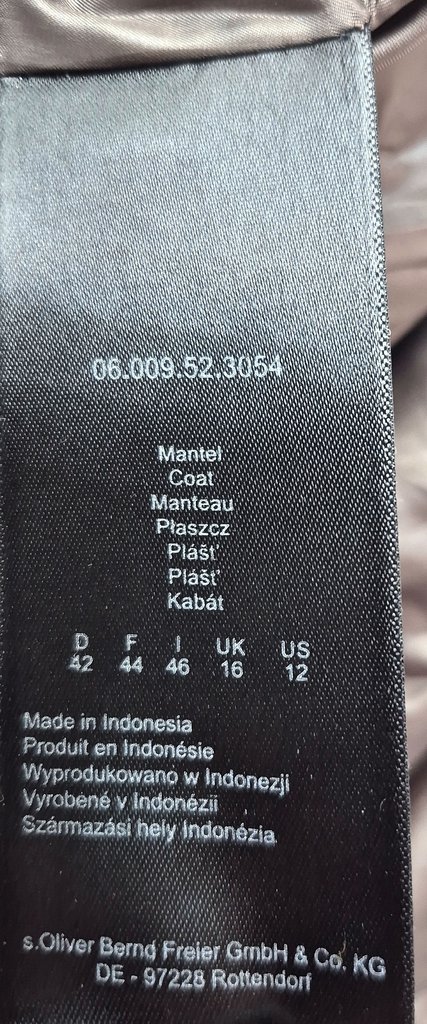 06.009.52.3054
Mantel
Coat
Manteau
Płaszcz
Plášť
Plášť
Kabát
D F I UK US
42 44 46 16 12
Made in Indonesia
Produit en Indonésie
Wyprodukowano w Indonezji
Vyrobené v Indonézii
Származási hely Indonézia
s.Oliver Bernd Freier GmbH & Co. KG
DE - 97228 Rottendorf